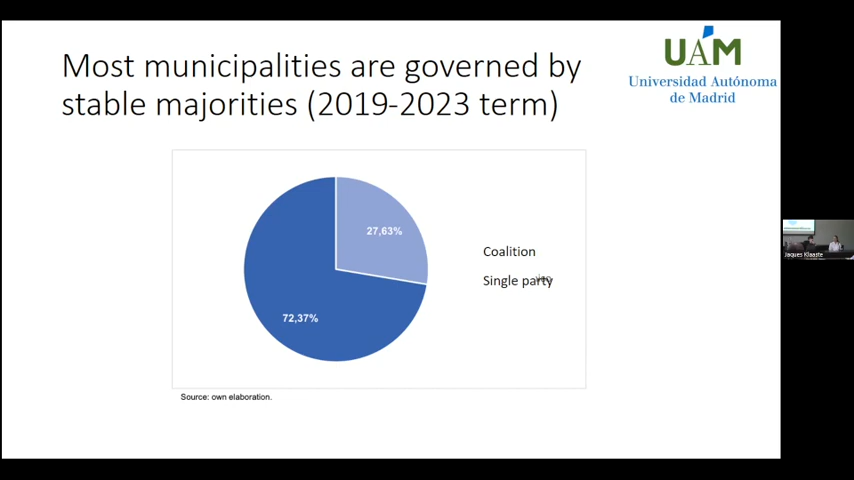 Most municipalities are governed by
stable majorities (2019-2023 term)
UAM
Universidad Autónoma
de Madrid
27,63%
72,37%
Coalition
Single party
Source: own elaboration.
Jaques Klaaste